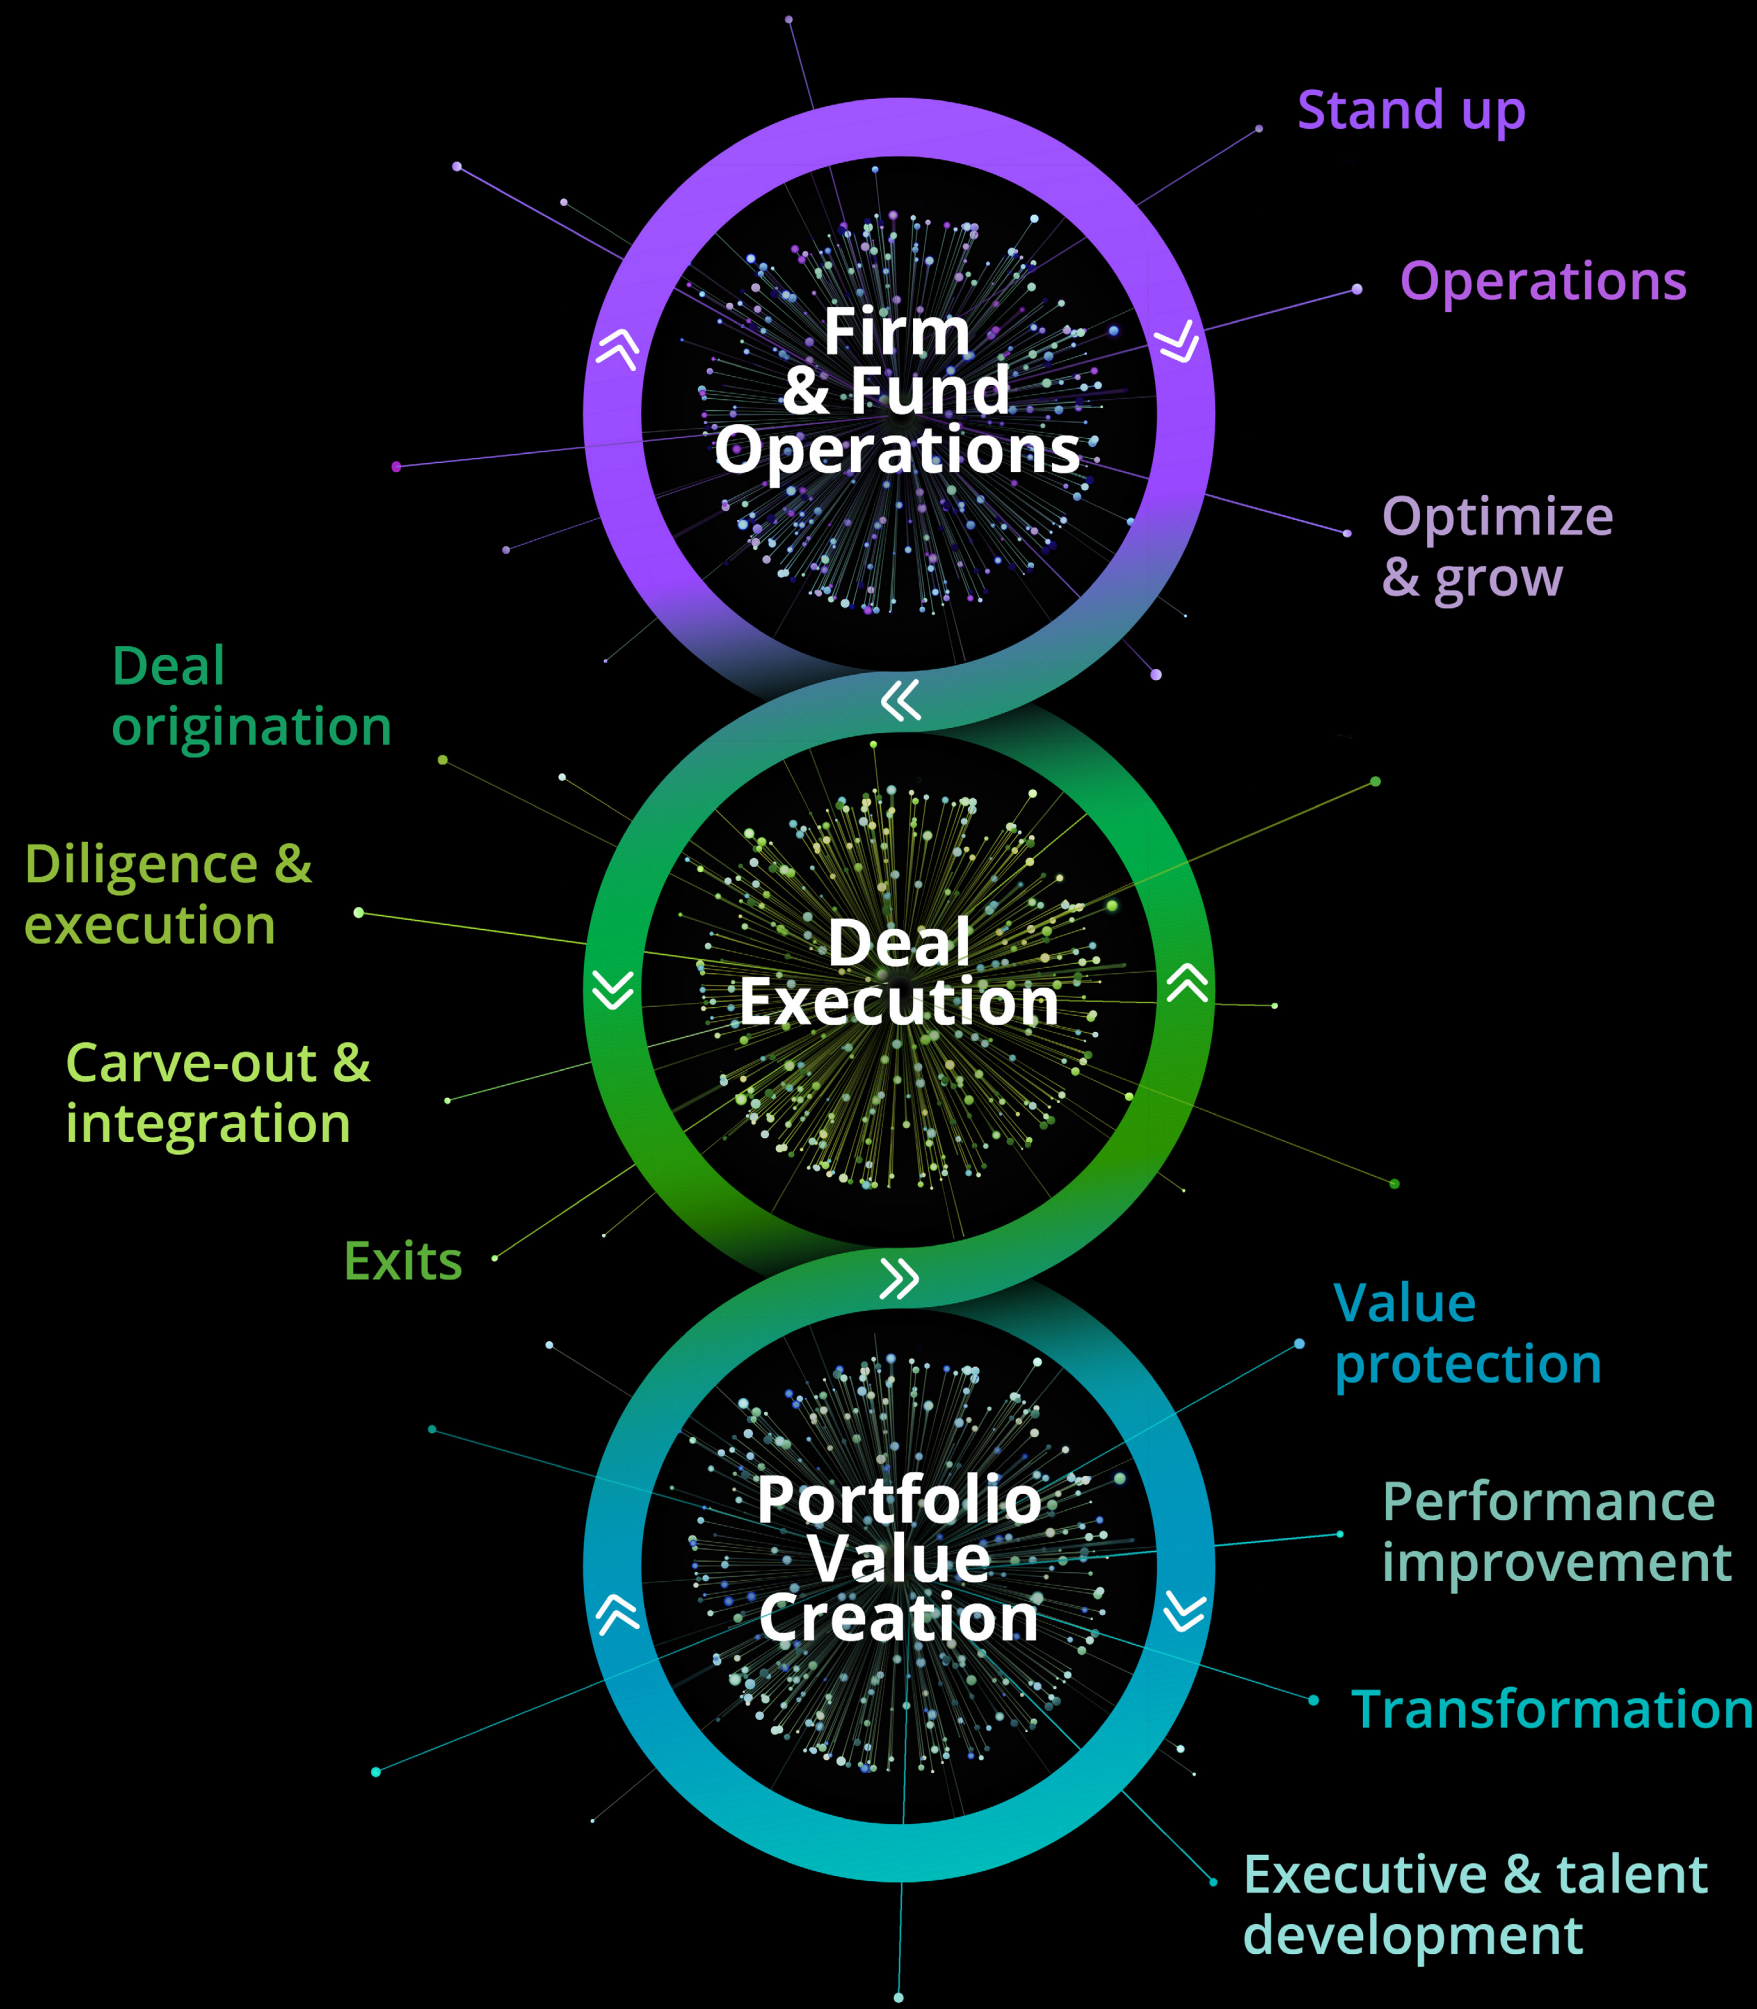 Stand up
Operations
Firm
& Fund
Operations
Optimize
& grow
Deal
origination
Diligence &
execution
Deal
Execution
Carve-out &
integration
Exits
Value
protection
Portfolio
Value
Creation
Performance
improvement
Transformation
Executive & talent
development